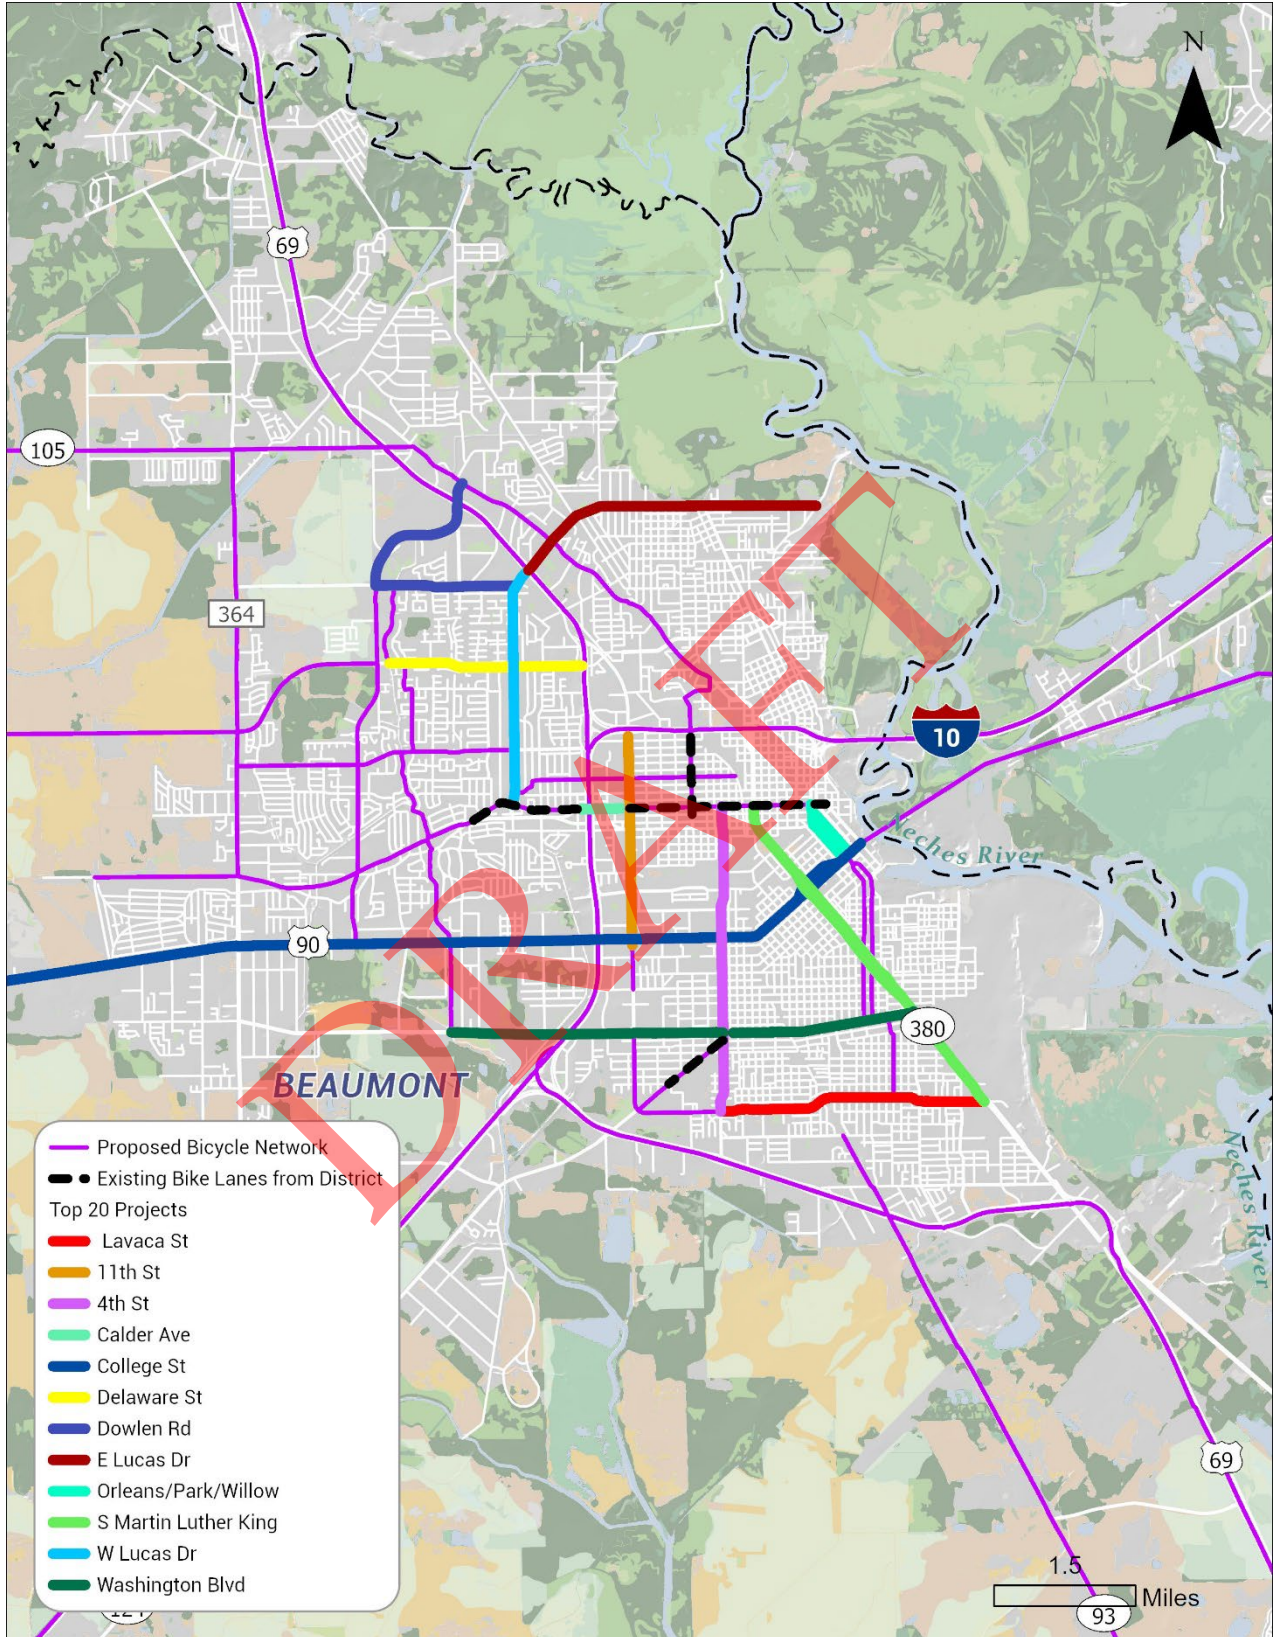 N
69
105
364
10
Neches River
90
380
BEAUMONT
DRAFT
Neches River
Proposed Bicycle Network
Existing Bike Lanes from District
Top 20 Projects
Lavaca St
11th St
4th St
Calder Ave
College St
Delaware St
Dowlen Rd
E Lucas Dr
Orleans/Park/Willow
S Martin Luther King
W Lucas Dr
Washington Blvd
69
1.5
Miles
93